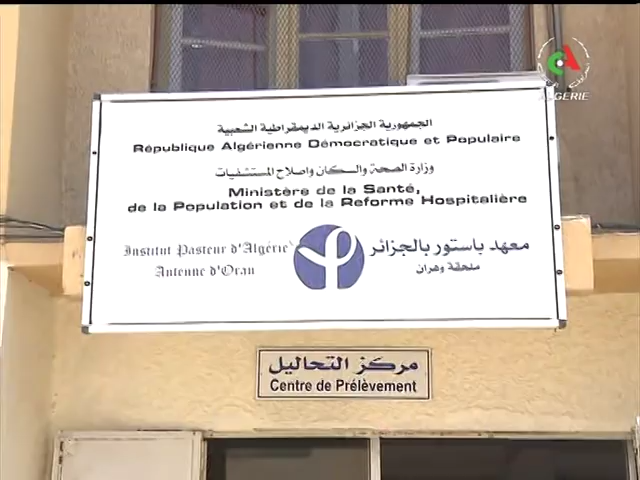 الجمهورية الجزائرية الديمقراطية الشعبية
République Algérienne Démocratique et Populaire
وزارة الصحة والسكان واصلاح المستشفيات
Ministère de la Santé,
de la Population et de la Reforme Hospitalière
Institut Pasteur d'Algérie
معهد باستور بالجزائر
Antenne d'Oran
ملحقة وهران
مركز التحاليل
Centre de Prélèvement
ALGERIE